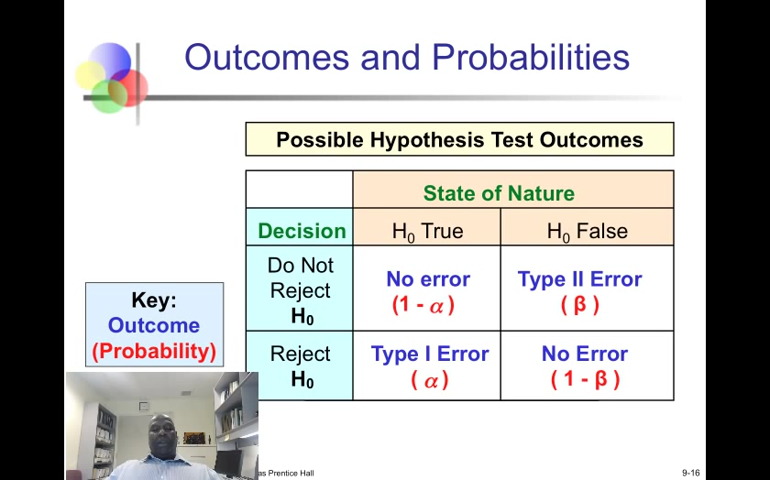 Outcomes and Probabilities
Possible Hypothesis Test Outcomes
State of Nature
Decision
H0 True
H0 False
Do Not
Reject
H0
No error
(1 - α)
Type II Error
(β)
Key:
Outcome
(Probability)
Reject
H0
Type I Error
(α)
No Error
(1 - β)
as Prentice Hall
9-16